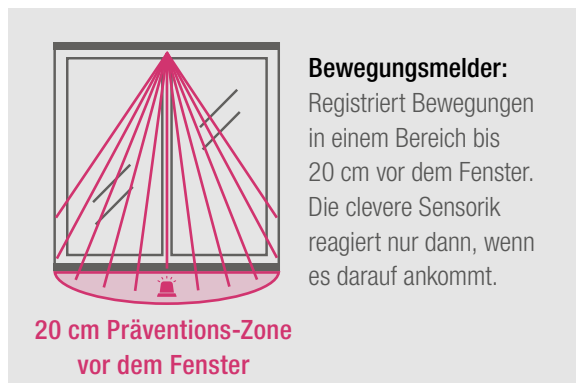 Bewegungsmelder:
Registriert Bewegungen
in einem Bereich bis
20 cm vor dem Fenster.
Die clevere Sensorik
reagiert nur dann, wenn
es darauf ankommt.
20 cm Präventions-Zone
vor dem Fenster